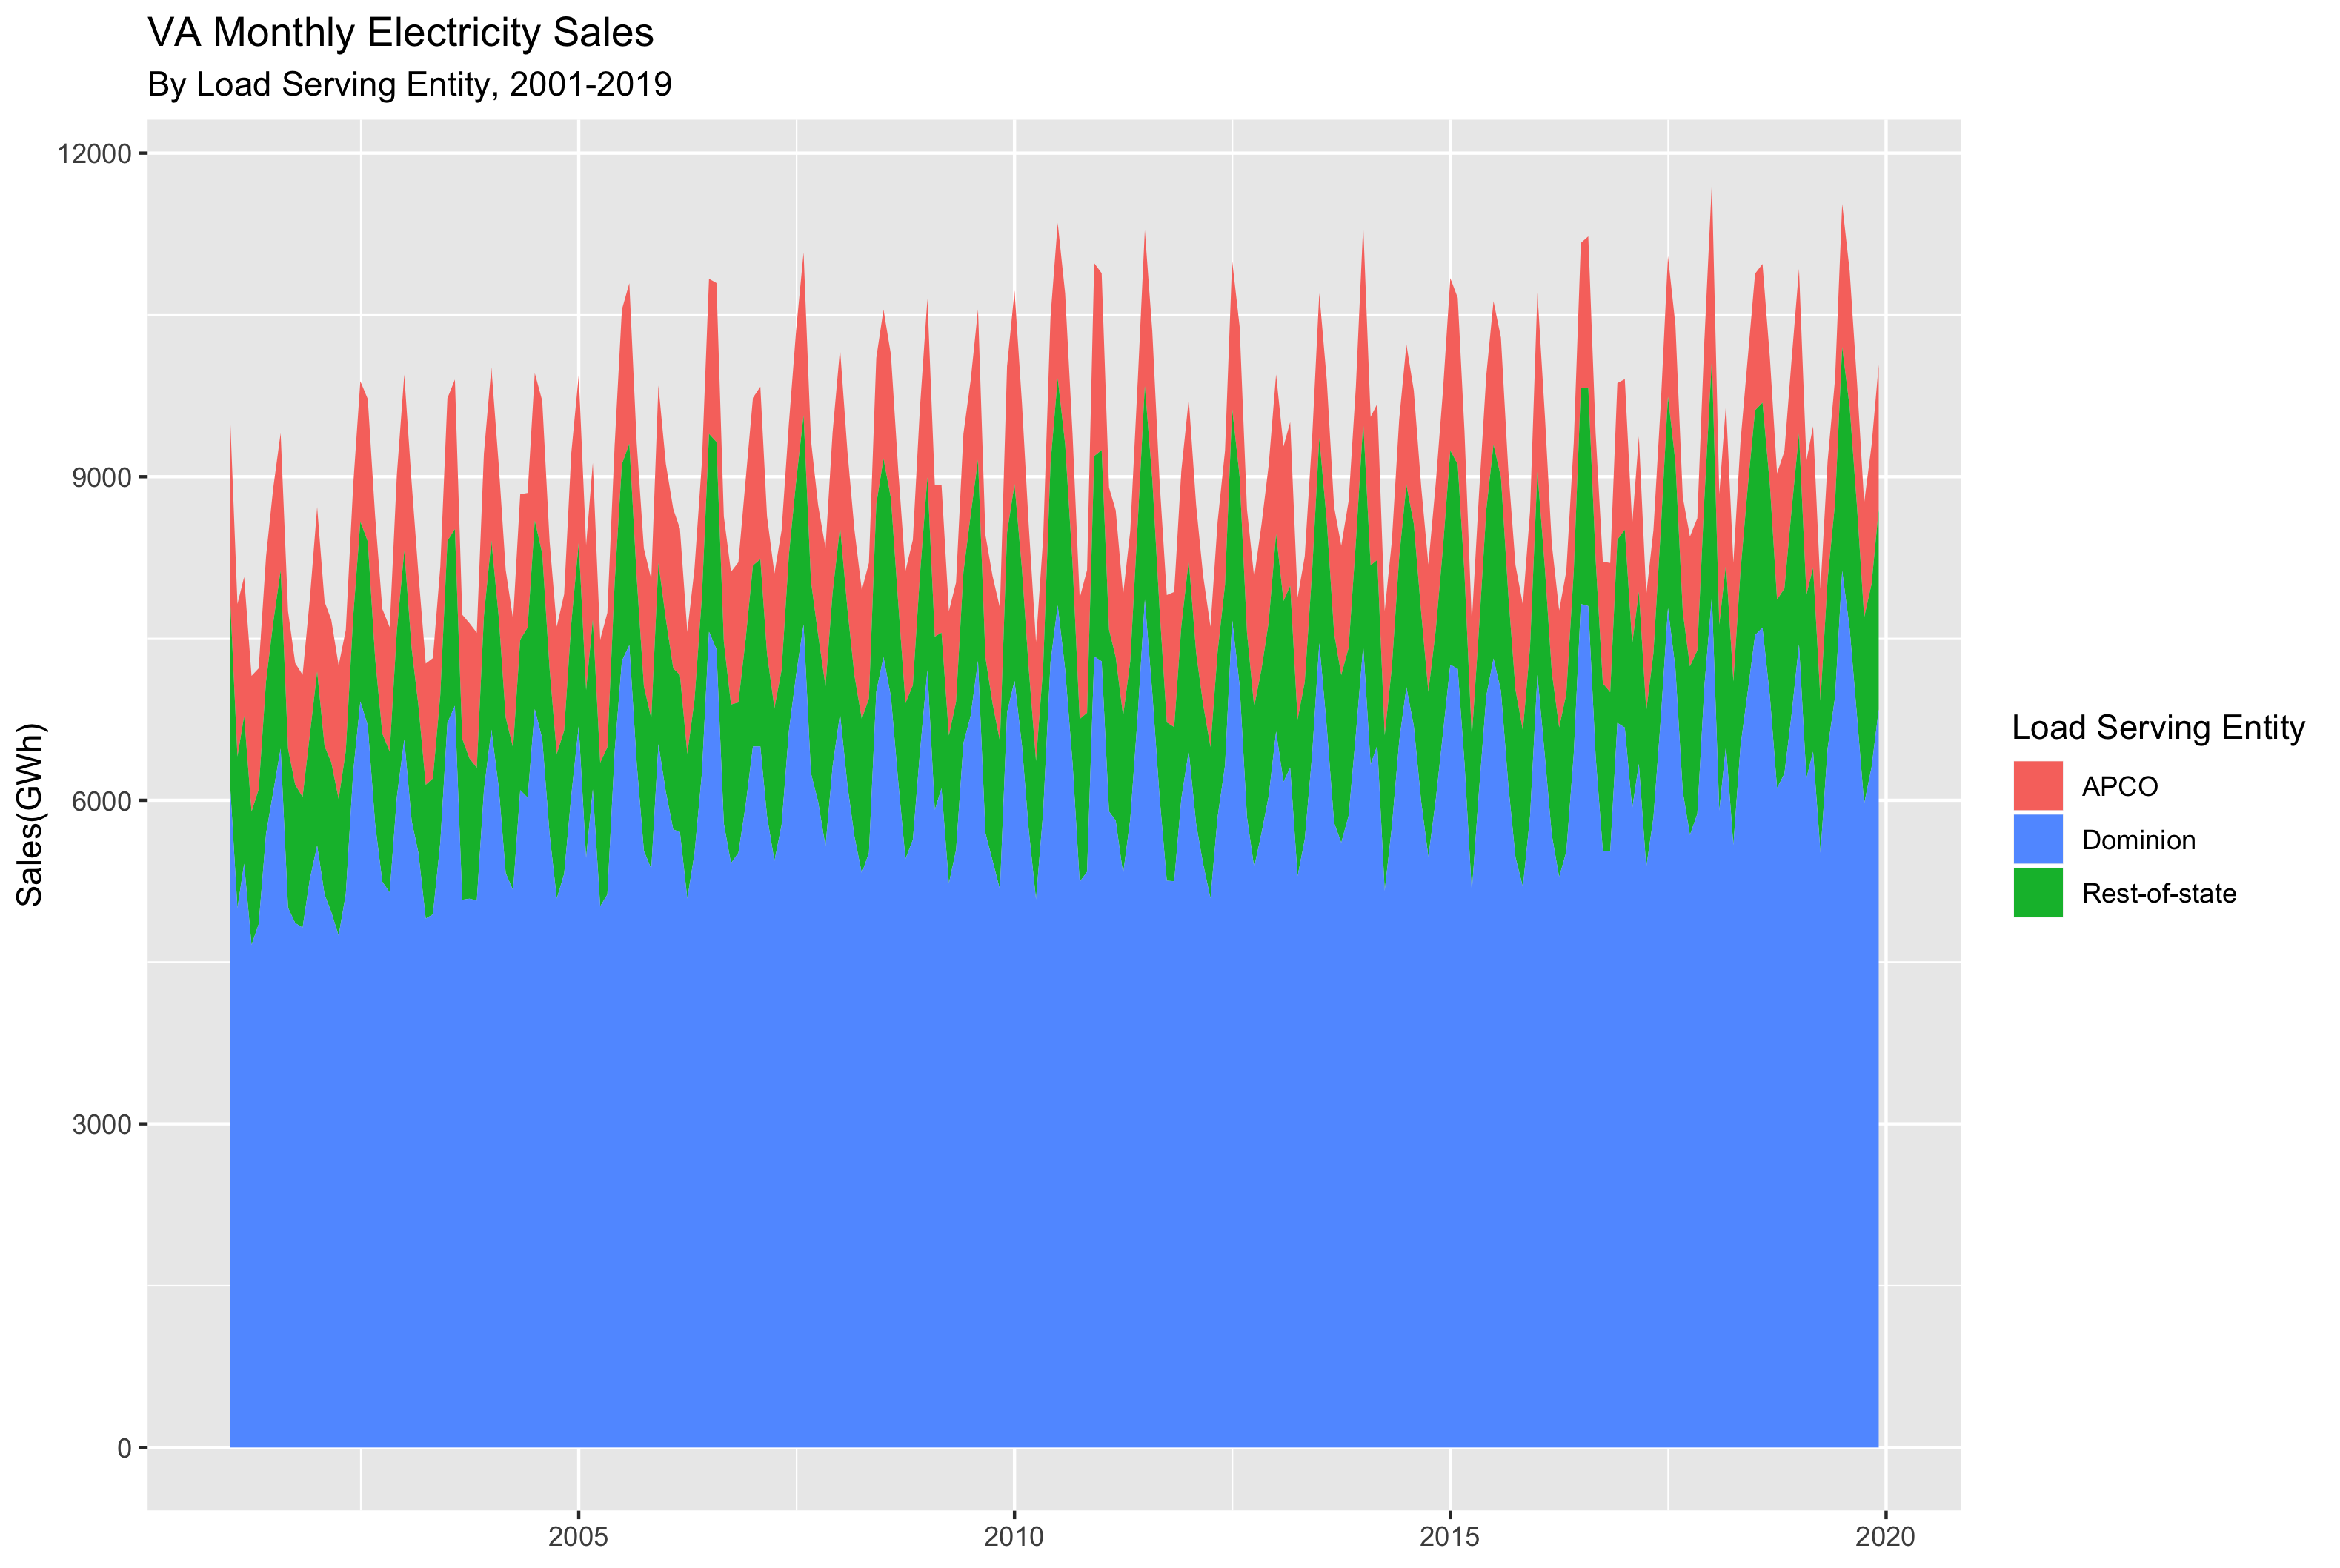 VA Monthly Electricity Sales
By Load Serving Entity, 2001-2019
12000
9000
6000
3000
0
Sales(GWh)
2005
2010
2015
2020
Load Serving Entity
APCO
Dominion
Rest-of-state